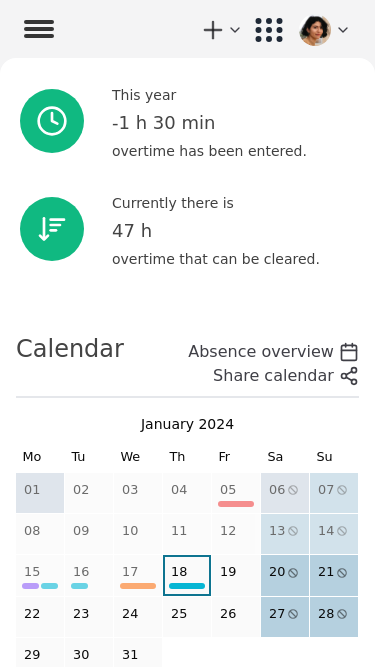 This year
-1 h 30 min
overtime has been entered.
Currently there is
47 h
overtime that can be cleared.
Calendar
Absence overview
Share calendar
January 2024
Mo Tu We Th Fr Sa Su
01 02 03 04 05 06 07
08 09 10 11 12 13 14
15 16 17 18 19 20 21
22 23 24 25 26 27 28
29 30 31